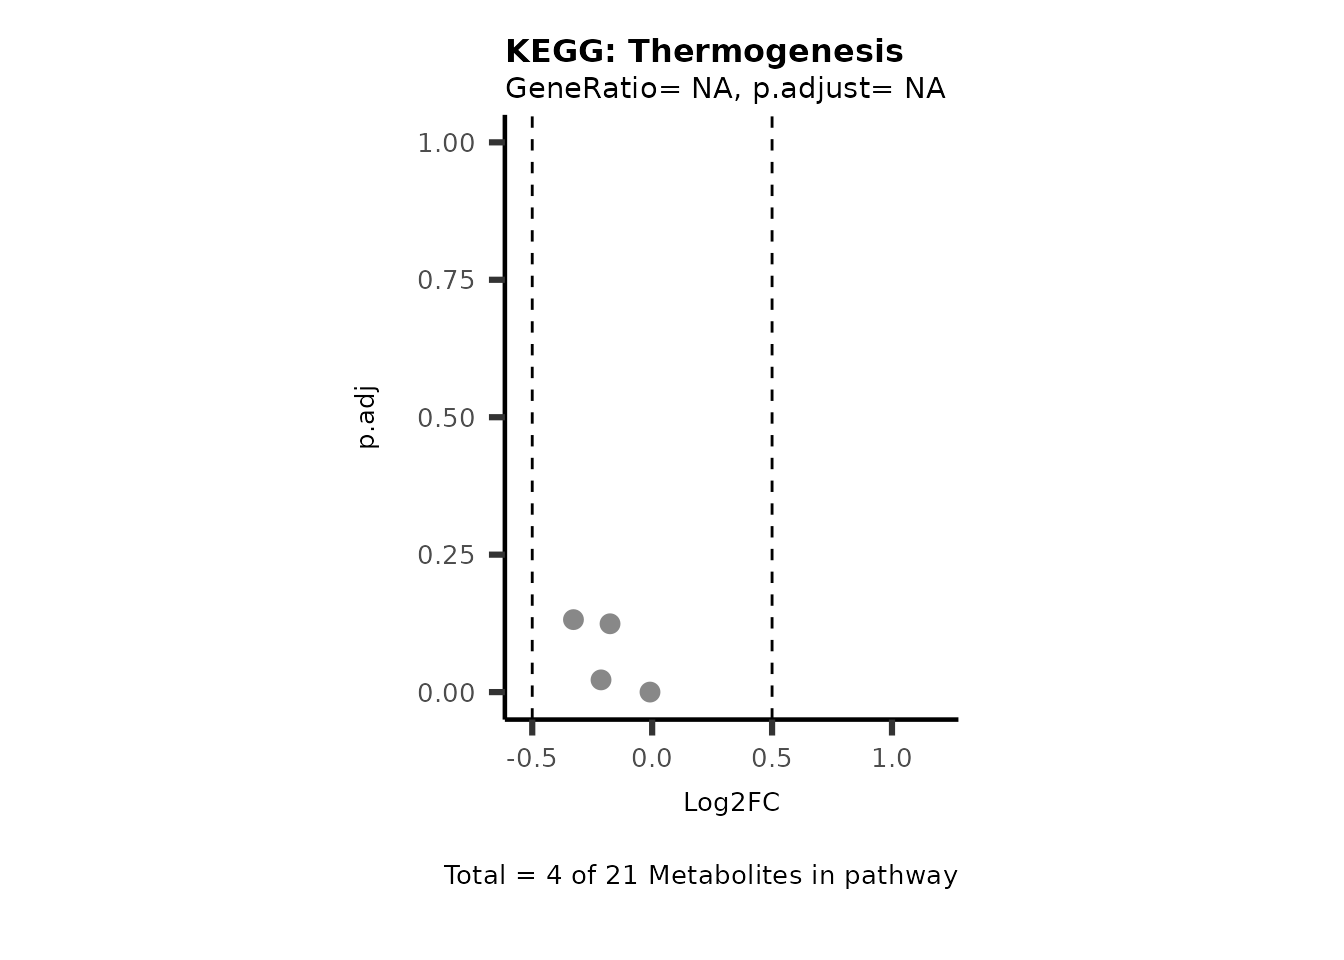 KEGG: Thermogenesis
GeneRatio= NA, p.adjust= NA
1.00
0.75
0.50
0.25
0.00
p.adj
-0.5 0.0 0.5 1.0
Log2FC
Total = 4 of 21 Metabolites in pathway